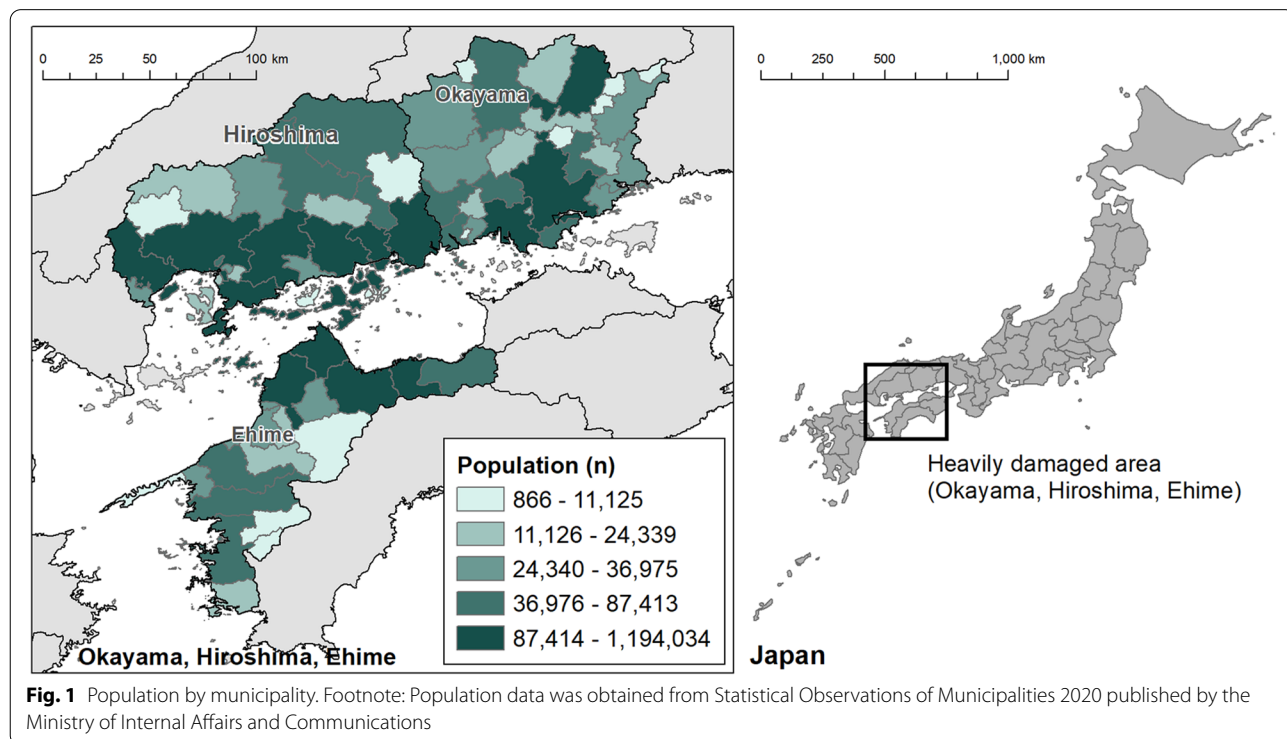 0 25 50 100 km
Okayama
Hiroshima
Ehime
Population (n)
866 - 11,125
11,126 - 24,339
24,340 - 36,975
36,976 - 87,413
87,414 - 1,194,034
Okayama, Hiroshima, Ehime
0 250 500 1,000 km
Heavily damaged area
(Okayama, Hiroshima, Ehime)
Japan
Fig. 1 Population by municipality. Footnote: Population data was obtained from Statistical Observations of Municipalities 2020 published by the
Ministry of Internal Affairs and Communications